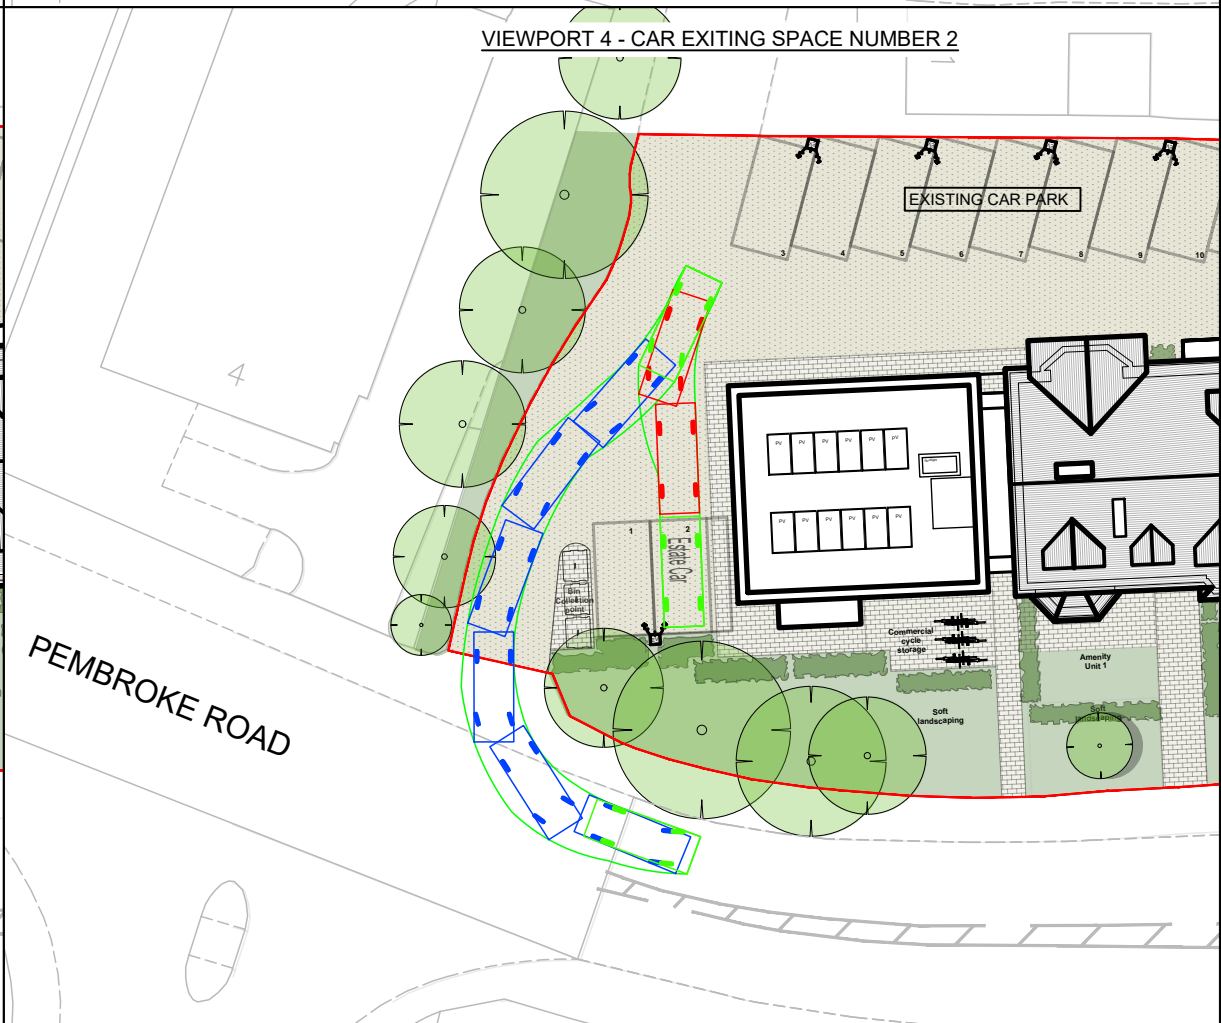 VIEWPORT 4 - CAR EXITING SPACE NUMBER 2
EXISTING CAR PARK
3
4
5
6
7
8
9
10
4
1
2
Estate Car
Bin
Collection
point
PV PV PV PV PV PV
PV PV PV PV PV PV
Commercial
cycle
storage
Amenity
Unit 1
Soft
landscaping
Soft
landscaping
PEMBROKE ROAD